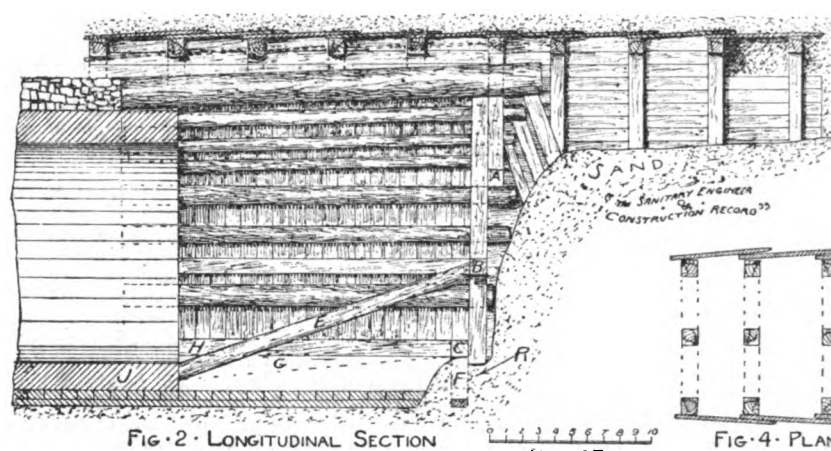 A
SAND
"THE SANITARY ENGINEER
&
CONSTRUCTION RECORD"
B
E
H
G
C
R
J
F
0 1 2 3 4 5 6 7 8 9 10
FIG·2·LONGITUDINAL SECTION
FIG·4·PLAN